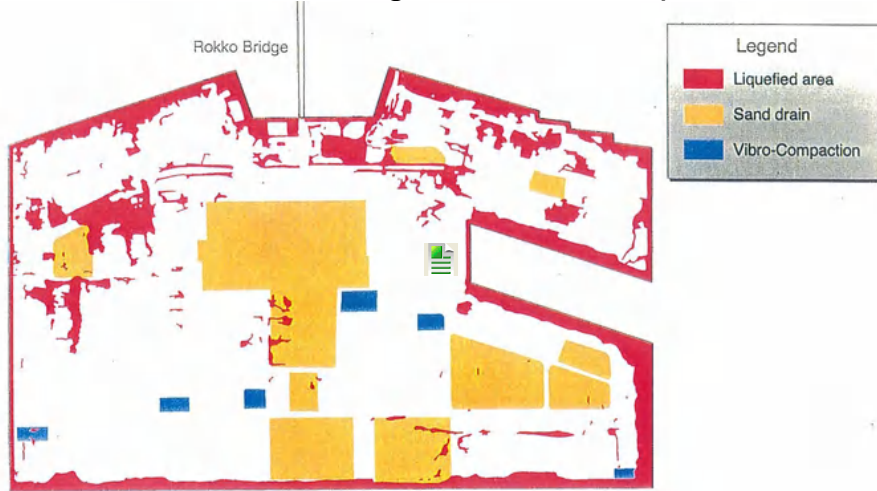 Rokko Bridge
Legend
Liquefied area
Sand drain
Vibro-Compaction